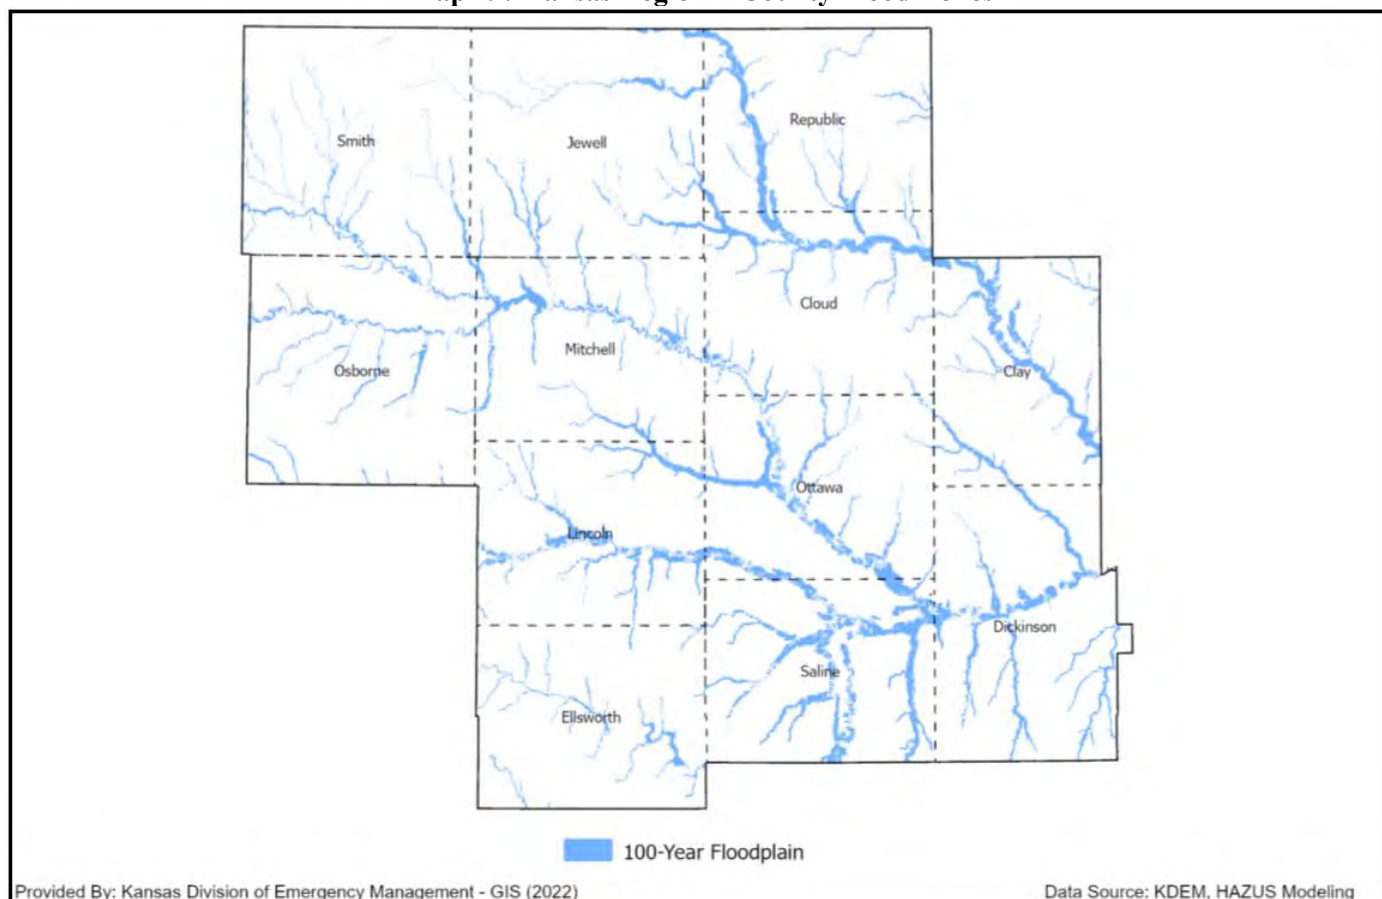 Smith
Jewell
Republic
Cloud
Mitchell
Osborne
Clay
Ottawa
Lincoln
Dickinson
Saline
Ellsworth
100-Year Floodplain
Provided By: Kansas Division of Emergency Management - GIS (2022)
Data Source: KDEM, HAZUS Modeling